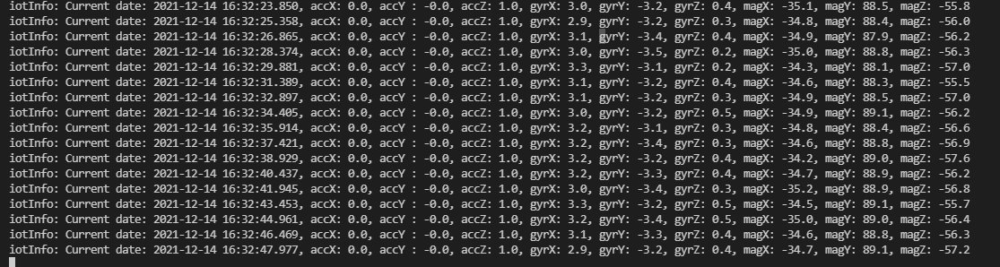 iotInfo: Current date: 2021-12-14 16:32:23.850, accX: 0.0, accY : -0.0, accZ: 1.0, gyrX: 3.0, gyrY: -3.2, gyrZ: 0.4, magX: -35.1, magY: 88.5, magZ: -55.8
iotInfo: Current date: 2021-12-14 16:32:25.358, accX: 0.0, accY : -0.0, accZ: 1.0, gyrX: 2.9, gyrY: -3.2, gyrZ: 0.3, magX: -34.8, magY: 88.4, magZ: -56.0
iotInfo: Current date: 2021-12-14 16:32:26.865, accX: 0.0, accY : -0.0, accZ: 1.0, gyrX: 3.1, gyrY: -3.4, gyrZ: 0.4, magX: -34.9, magY: 87.9, magZ: -56.2
iotInfo: Current date: 2021-12-14 16:32:28.374, accX: 0.0, accY : -0.0, accZ: 1.0, gyrX: 3.0, gyrY: -3.5, gyrZ: 0.2, magX: -35.0, magY: 88.8, magZ: -56.3
iotInfo: Current date: 2021-12-14 16:32:29.881, accX: 0.0, accY : -0.0, accZ: 1.0, gyrX: 3.3, gyrY: -3.1, gyrZ: 0.2, magX: -34.3, magY: 88.1, magZ: -57.0
iotInfo: Current date: 2021-12-14 16:32:31.389, accX: 0.0, accY : -0.0, accZ: 1.0, gyrX: 3.1, gyrY: -3.2, gyrZ: 0.4, magX: -34.6, magY: 88.3, magZ: -55.5
iotInfo: Current date: 2021-12-14 16:32:32.897, accX: 0.0, accY : -0.0, accZ: 1.0, gyrX: 3.1, gyrY: -3.2, gyrZ: 0.3, magX: -34.9, magY: 88.5, magZ: -57.0
iotInfo: Current date: 2021-12-14 16:32:34.405, accX: 0.0, accY : -0.0, accZ: 1.0, gyrX: 3.0, gyrY: -3.2, gyrZ: 0.5, magX: -34.9, magY: 89.1, magZ: -56.2
iotInfo: Current date: 2021-12-14 16:32:35.914, accX: 0.0, accY : -0.0, accZ: 1.0, gyrX: 3.2, gyrY: -3.1, gyrZ: 0.3, magX: -34.8, magY: 88.4, magZ: -56.6
iotInfo: Current date: 2021-12-14 16:32:37.421, accX: 0.0, accY : -0.0, accZ: 1.0, gyrX: 3.2, gyrY: -3.4, gyrZ: 0.3, magX: -34.6, magY: 88.8, magZ: -56.9
iotInfo: Current date: 2021-12-14 16:32:38.929, accX: 0.0, accY : -0.0, accZ: 1.0, gyrX: 3.2, gyrY: -3.2, gyrZ: 0.4, magX: -34.2, magY: 89.0, magZ: -57.6
iotInfo: Current date: 2021-12-14 16:32:40.437, accX: 0.0, accY : -0.0, accZ: 1.0, gyrX: 3.2, gyrY: -3.3, gyrZ: 0.4, magX: -34.7, magY: 88.9, magZ: -56.2
iotInfo: Current date: 2021-12-14 16:32:41.945, accX: 0.0, accY : -0.0, accZ: 1.0, gyrX: 3.0, gyrY: -3.4, gyrZ: 0.3, magX: -35.2, magY: 88.9, magZ: -56.8
iotInfo: Current date: 2021-12-14 16:32:43.453, accX: 0.0, accY : -0.0, accZ: 1.0, gyrX: 3.3, gyrY: -3.2, gyrZ: 0.5, magX: -34.5, magY: 89.1, magZ: -55.7
iotInfo: Current date: 2021-12-14 16:32:44.961, accX: 0.0, accY : -0.0, accZ: 1.0, gyrX: 3.2, gyrY: -3.4, gyrZ: 0.5, magX: -35.0, magY: 89.0, magZ: -56.4
iotInfo: Current date: 2021-12-14 16:32:46.469, accX: 0.0, accY : -0.0, accZ: 1.0, gyrX: 3.1, gyrY: -3.3, gyrZ: 0.4, magX: -34.6, magY: 88.8, magZ: -56.3
iotInfo: Current date: 2021-12-14 16:32:47.977, accX: 0.0, accY : -0.0, accZ: 1.0, gyrX: 2.9, gyrY: -3.2, gyrZ: 0.4, magX: -34.7, magY: 89.1, magZ: -57.2